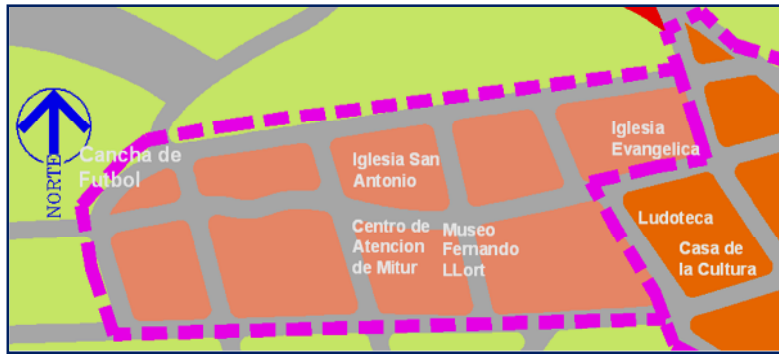 NORTE
Cancha de
Futbol
Iglesia San
Antonio
Iglesia
Evangelica
Centro de
Atencion
de Mitur
Museo
Fernando
LLort
Ludoteca
Casa de
la Cultura